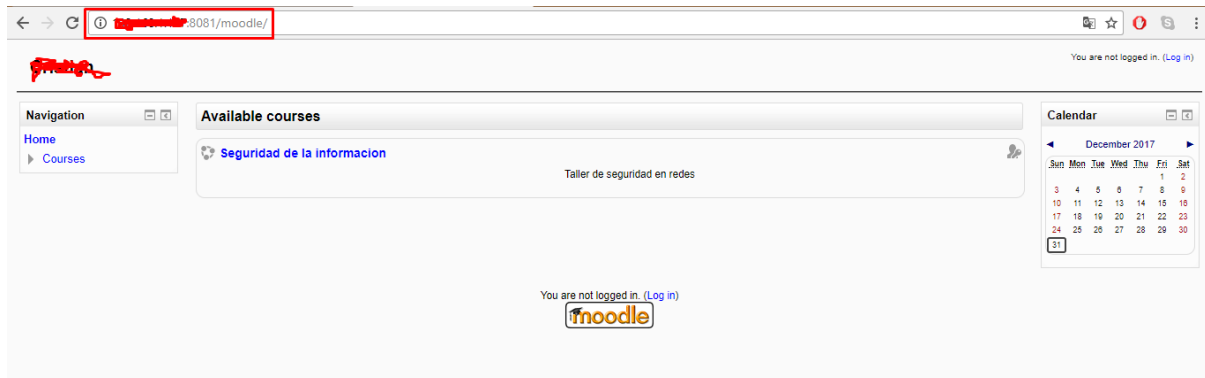 :8081/moodle/
You are not logged in. (Log in)
Navigation
Home
Courses
Available courses
Seguridad de la informacion
Taller de seguridad en redes
Calendar
December 2017
Sun Mon Tue Wed Thu Fri Sat
1 2
3 4 5 6 7 8 9
10 11 12 13 14 15 16
17 18 19 20 21 22 23
24 25 26 27 28 29 30
31
You are not logged in. (Log in)
moodle